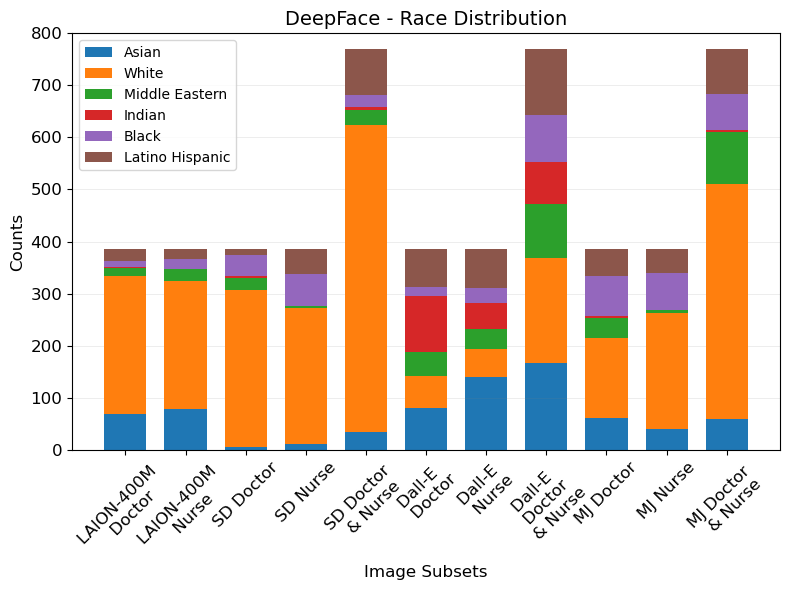 DeepFace - Race Distribution
Asian
White
Middle Eastern
Indian
Black
Latino Hispanic
Counts
800
700
600
500
400
300
200
100
0
LAION-400M
Doctor
LAION-400M
Nurse
SD Doctor
SD Nurse
SD Doctor
& Nurse
Dall-E
Doctor
Dall-E
Nurse
Dall-E
Doctor
& Nurse
MJ Doctor
MJ Nurse
MJ Doctor
& Nurse
Image Subsets